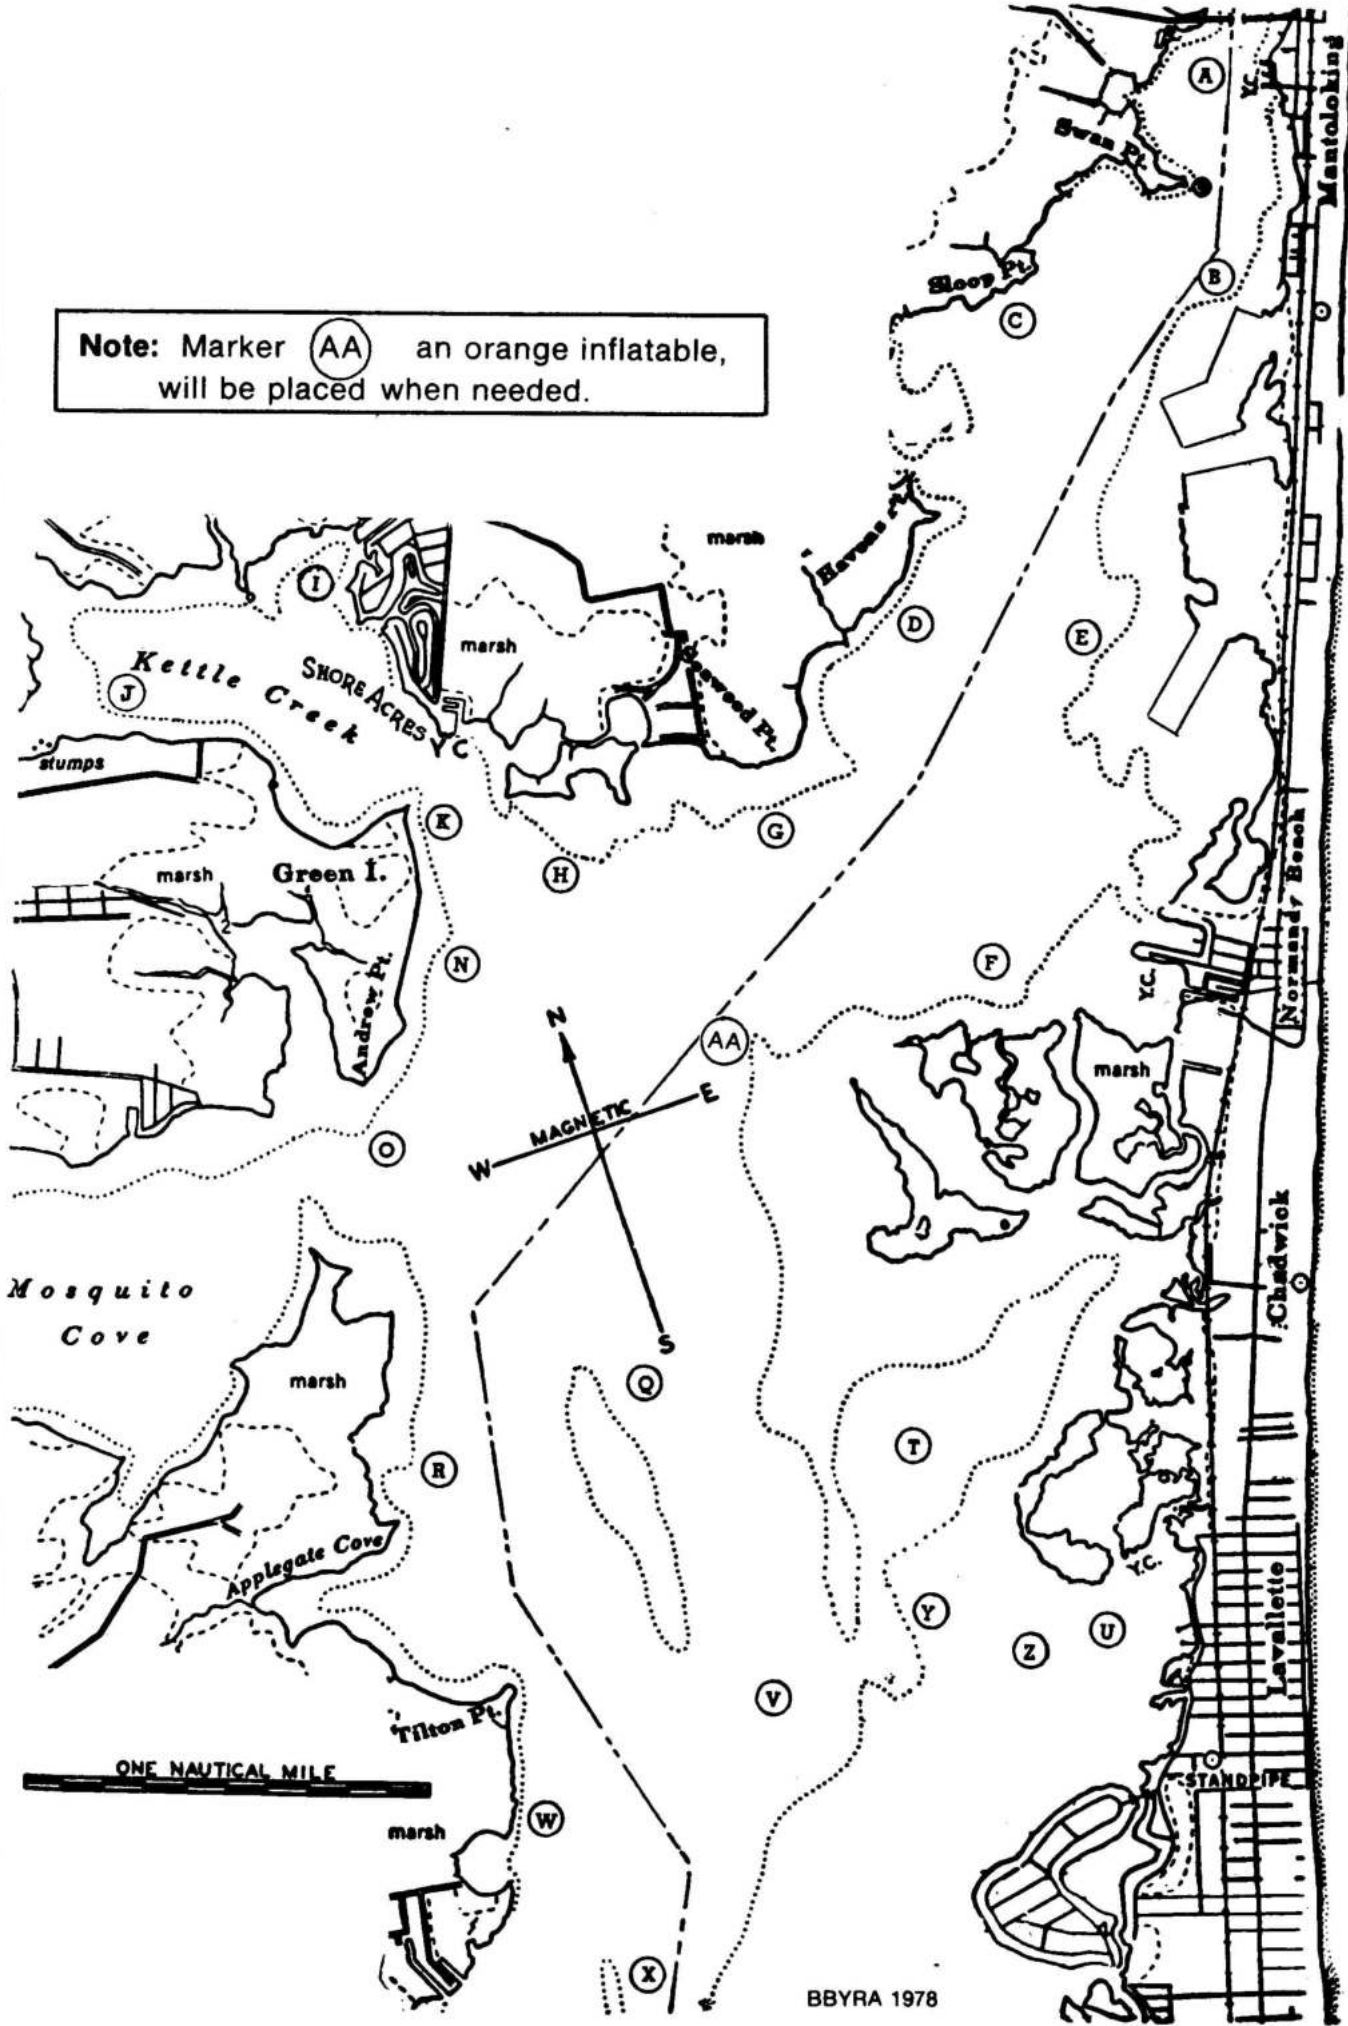 A
Y.C.
Mantoloking
Swan Pt.
B
Sloop Pt.
C
Note: Marker AA an orange inflatable,
will be placed when needed.
marsh
Havens
I
D
E
marsh
Kettle Creek
SHORE ACRES
Y C
J
stumps
K
G
H
marsh
Green I.
Normandy Beach
Y.C.
N
F
Y.C.
Andrew Pt.
N
AA
marsh
MAGNETIC
E
W
O
Chadwick
Mosquito
Cove
S
Q
marsh
T
R
Applegate Cove
Y.C.
Y
U
Z
Lavallette
V
Tilton Pt.
ONE NAUTICAL MILE
STANDPIPE
W
marsh
X
BBYRA 1978